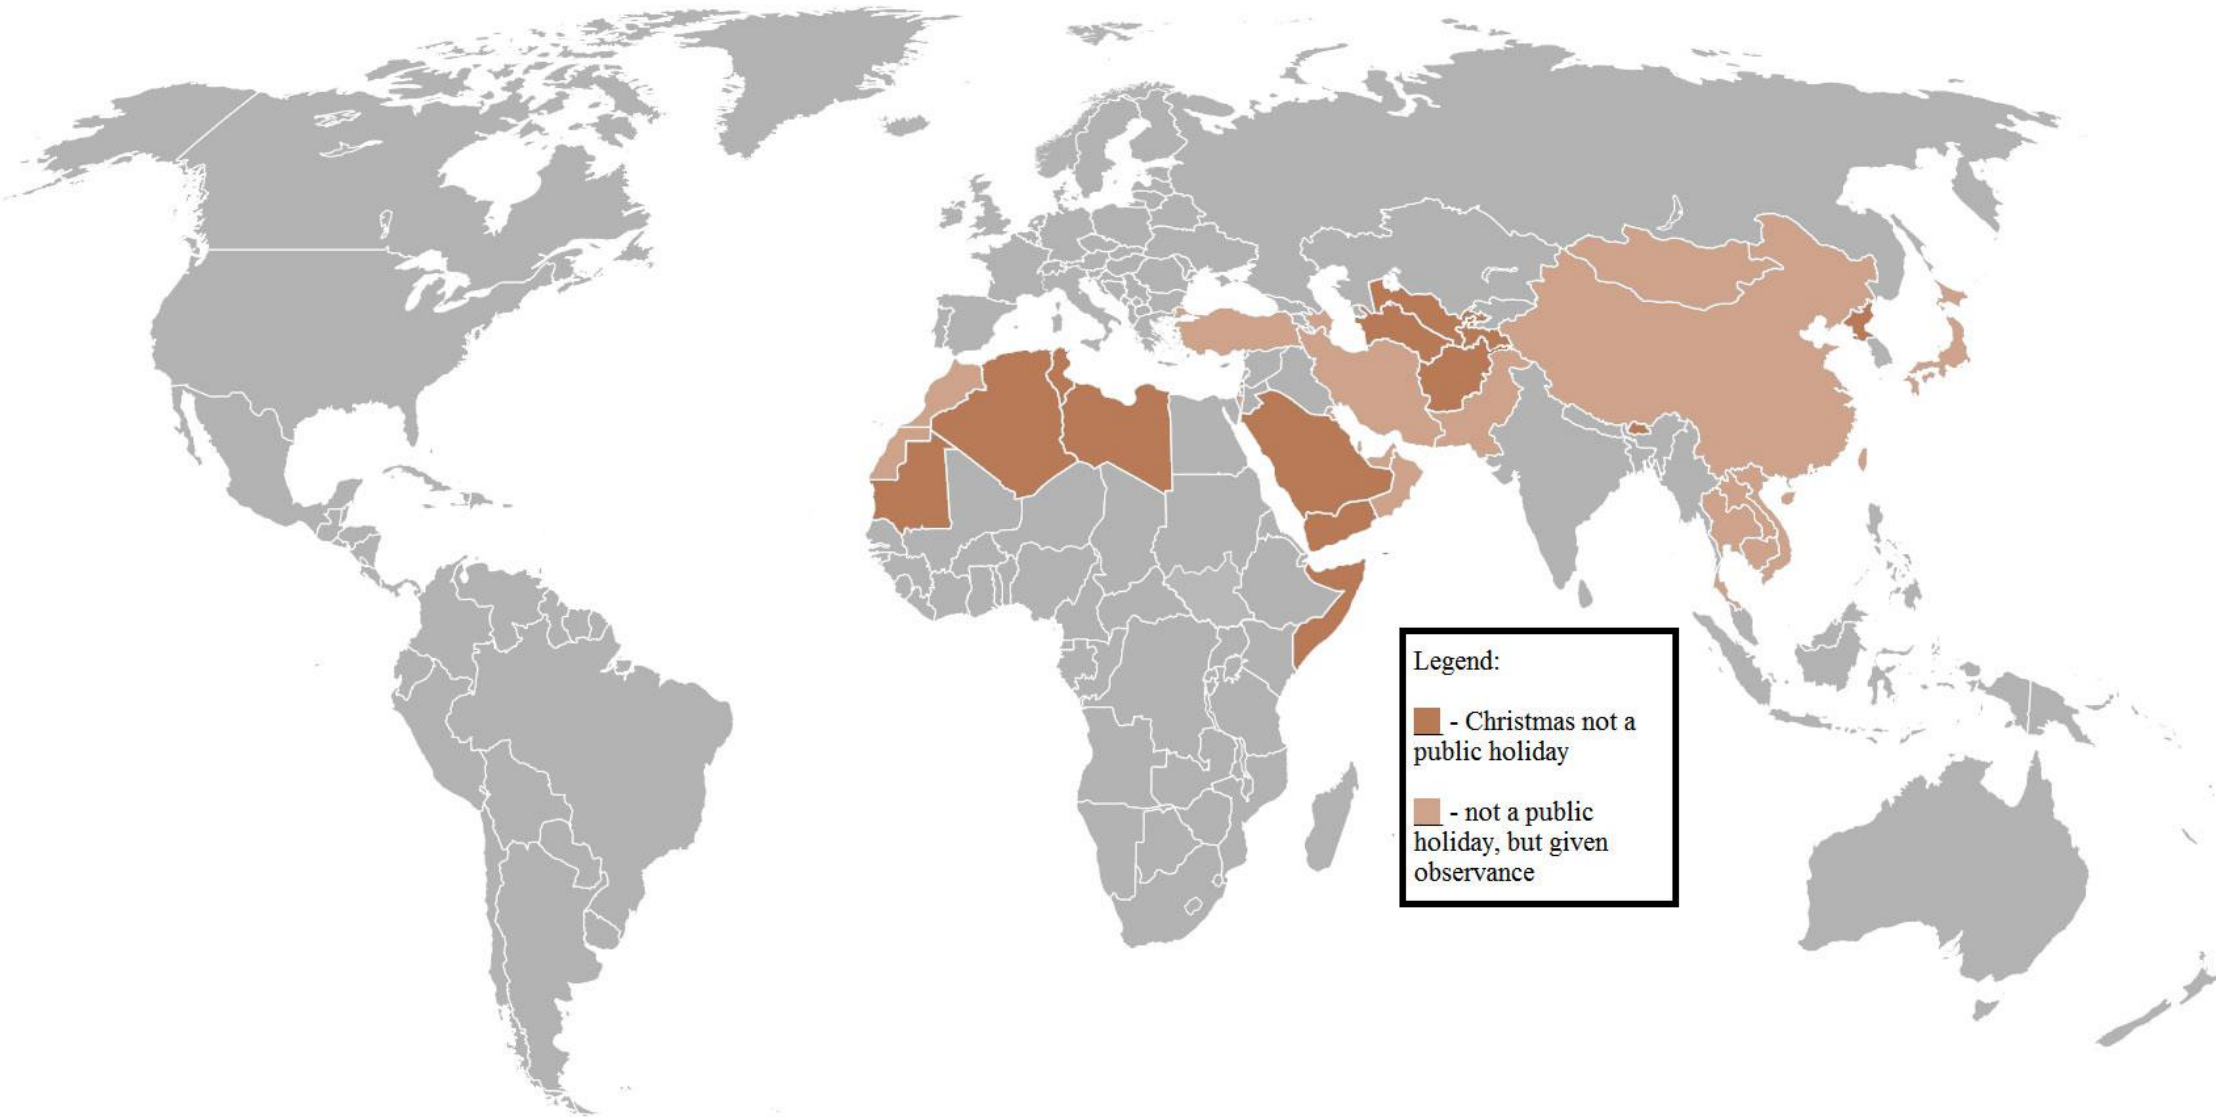 Legend:
- Christmas not a
public holiday
- not a public
holiday, but given
observance